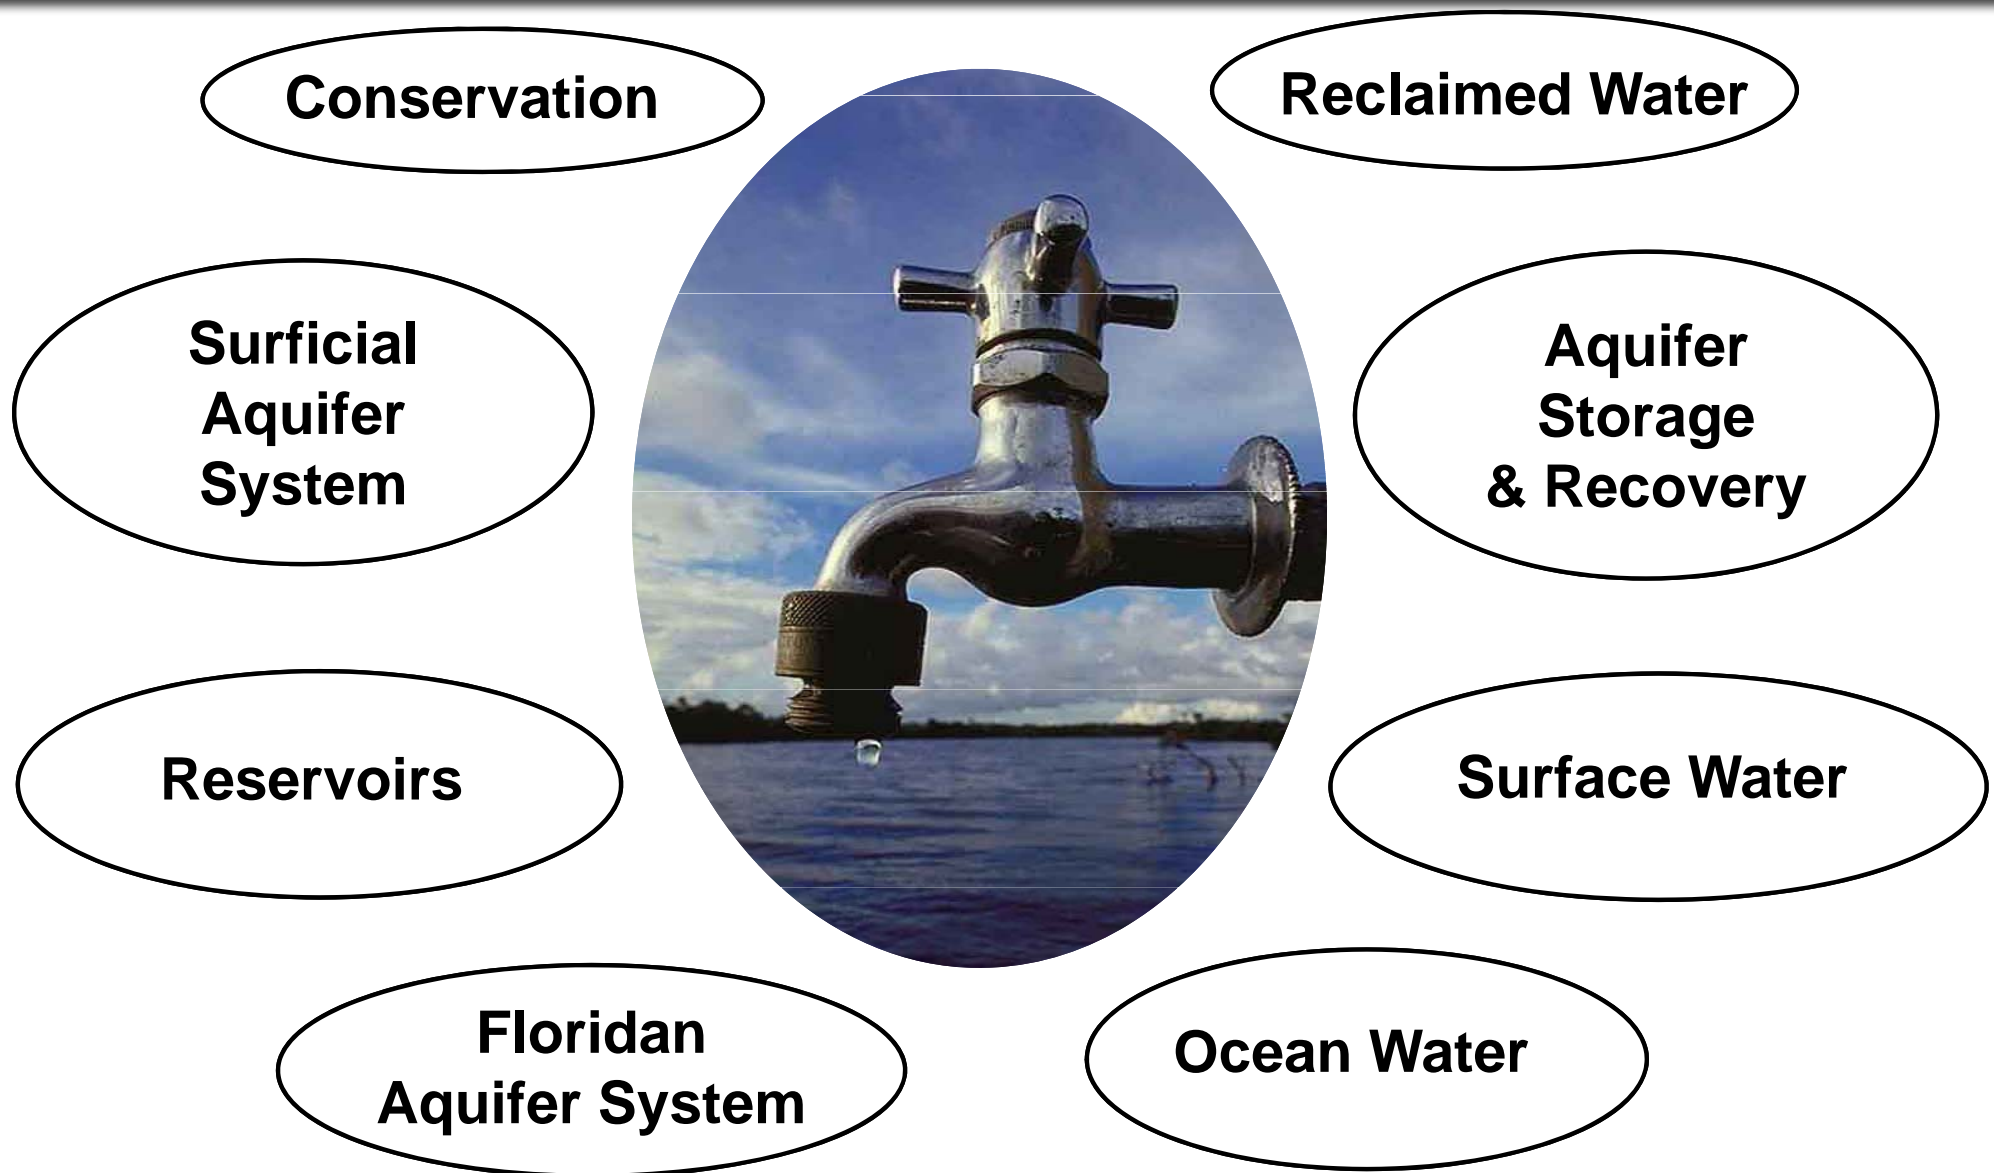 Conservation
Reclaimed Water
Surficial
Aquifer
System
Aquifer
Storage
& Recovery
Reservoirs
Surface Water
Floridan
Aquifer System
Ocean Water